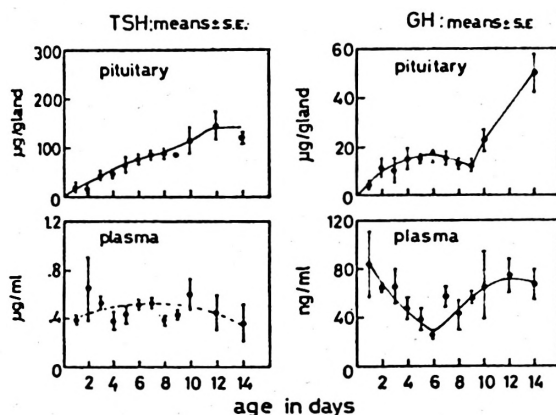 TSH:means±S.E.
GH: means±S.E
pituitary
300
200
100
0
µg/gland
pituitary
60
40
20
0
µg/gland
plasma
1.2
.8
.4
0
µg/ml
2 4 6 8 10 12 14
plasma
120
80
40
0
ng/ml
2 4 6 8 10 12 14
age in days